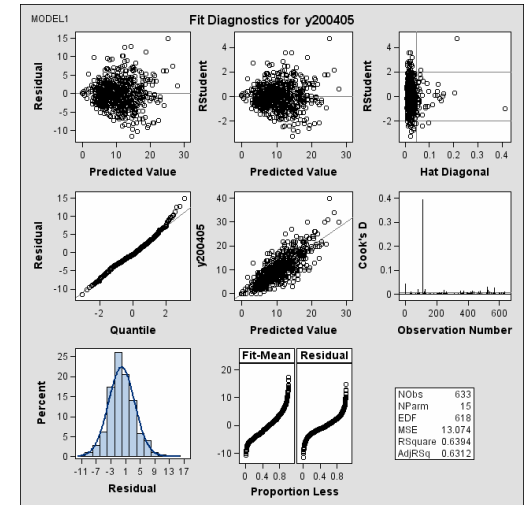 MODEL1
Fit Diagnostics for y200405
Residual
15
10
5
0
-5
-10
0 10 20 30
Predicted Value
RStudent
4
2
0
-2
0 10 20 30
Predicted Value
RStudent
4
2
0
-2
0 0.1 0.2 0.3 0.4
Hat Diagonal
Residual
15
10
5
0
-5
-10
-2 0 2
Quantile
y200405
40
30
20
10
0
0 10 20 30
Predicted Value
Cook's D
0.4
0.3
0.2
0.1
0
0 200 400 600
Observation Number
Percent
25
20
15
10
5
0
-11 -7 -3 1 5 9 13 17
Residual
Fit-Mean Residual
20
10
0
-10
0 0.4 0.8 0 0.4 0.8
Proportion Less
NObs 633
NParm 15
EDF 618
MSE 13.074
RSquare 0.6394
AdjRSq 0.6312